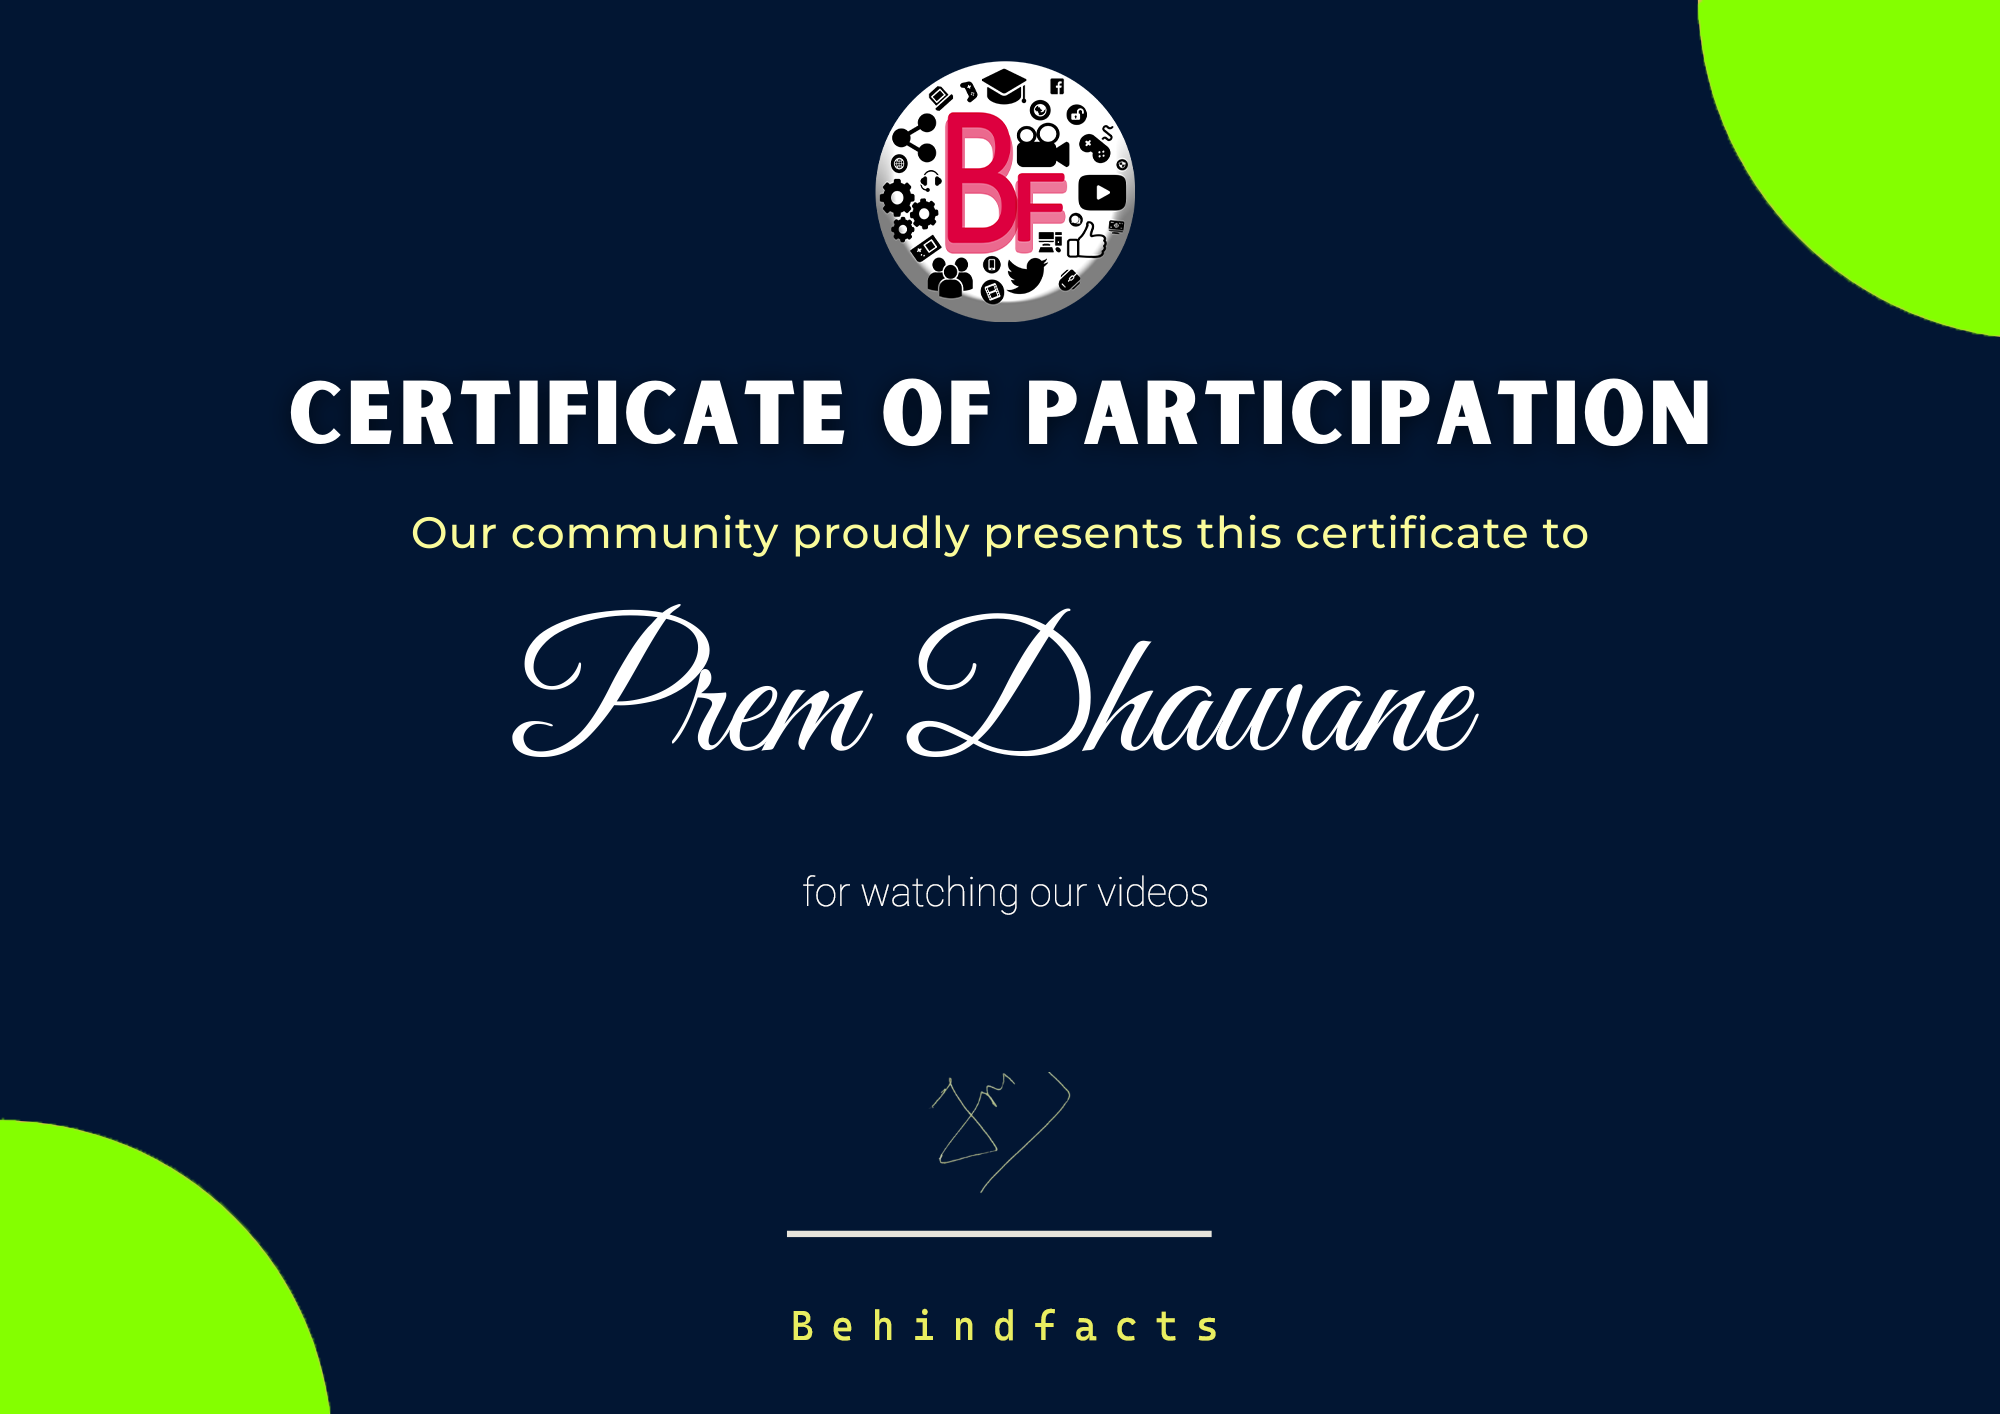 BF
CERTIFICATE OF PARTICIPATION
Our community proudly presents this certificate to
Prem Dhawane
for watching our videos
Behindfacts